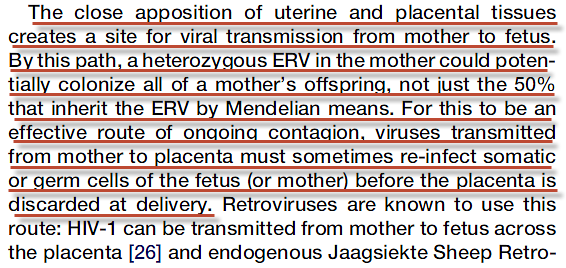 The close apposition of uterine and placental tissues
creates a site for viral transmission from mother to fetus.
By this path, a heterozygous ERV in the mother could poten-
tially colonize all of a mother's offspring, not just the 50%
that inherit the ERV by Mendelian means. For this to be an
effective route of ongoing contagion, viruses transmitted
from mother to placenta must sometimes re-infect somatic
or germ cells of the fetus (or mother) before the placenta is
discarded at delivery. Retroviruses are known to use this
route: HIV-1 can be transmitted from mother to fetus across
the placenta [26] and endogenous Jaagsiekte Sheep Retro-